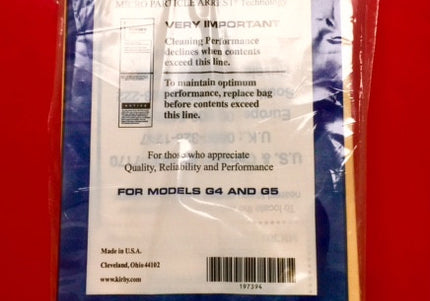 MICRO PARTICLE ARREST® Technology
VERY IMPORTANT
Cleaning Performance
declines when contents
exceed this line.
To maintain optimum
performance, replace bag
before contents exceed
this line.
For those who appreciate
Quality, Reliability and Performance
FOR MODELS G4 AND G5
Made in U.S.A.
Cleveland, Ohio 44102
www.kirby.com
197394